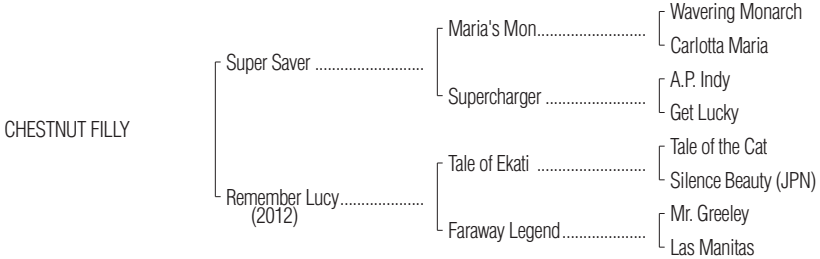 Wavering Monarch
Maria's Mon..........................
Carlotta Maria
Super Saver ..........................
A.P. Indy
Supercharger ........................
Get Lucky
CHESTNUT FILLY
Tale of the Cat
Tale of Ekati ..........................
Silence Beauty (JPN)
Remember Lucy....................
(2012)
Mr. Greeley
Faraway Legend....................
Las Manitas